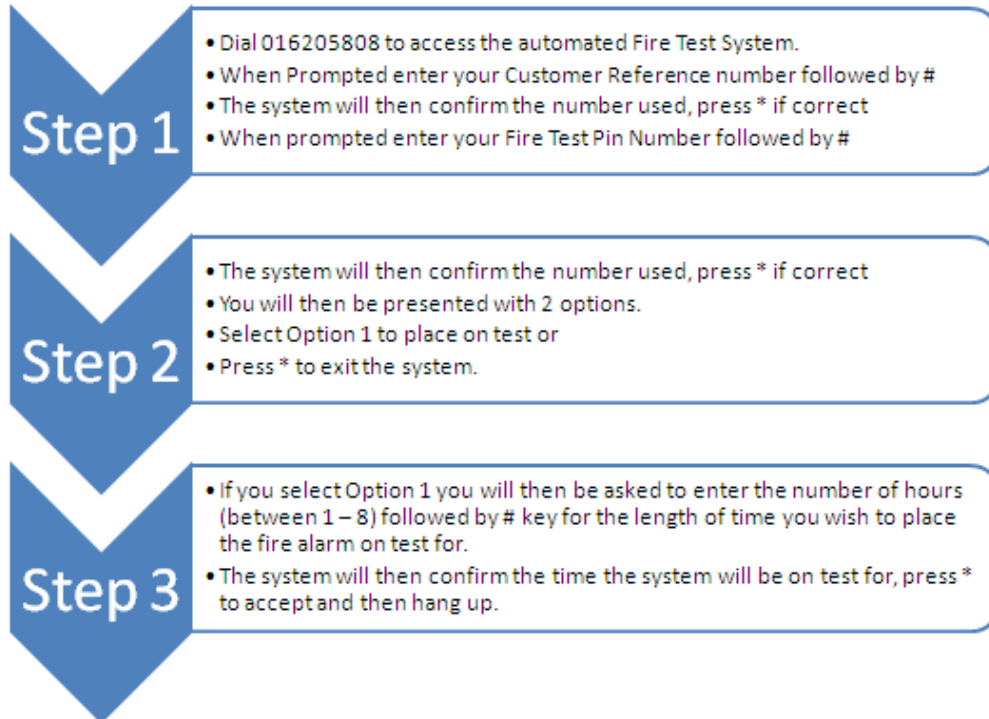 Step 1
• Dial 016205808 to access the automated Fire Test System.
• When Prompted enter your Customer Reference number followed by #
• The system will then confirm the number used, press * if correct
• When prompted enter your Fire Test Pin Number followed by #
Step 2
• The system will then confirm the number used, press * if correct
• You will then be presented with 2 options.
• Select Option 1 to place on test or
• Press * to exit the system.
Step 3
• If you select Option 1 you will then be asked to enter the number of hours
(between 1 – 8) followed by # key for the length of time you wish to place
the fire alarm on test for.
• The system will then confirm the time the system will be on test for, press *
to accept and then hang up.